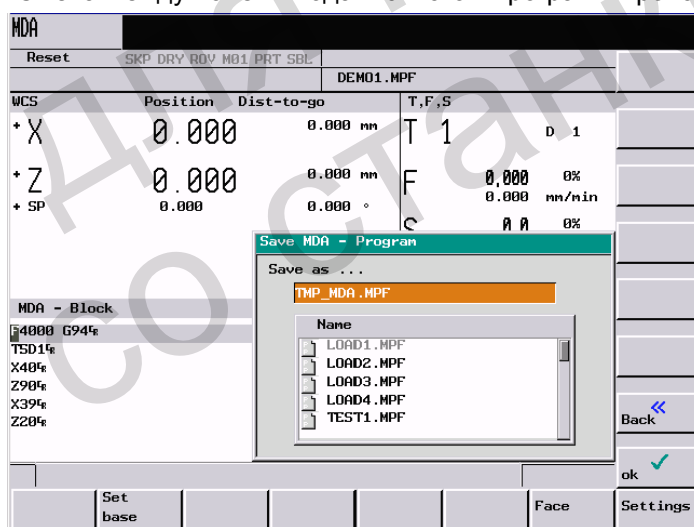 MDA
Reset SKP DRY ROV M01 PRT SBL
DEMO1.MPF
WCS Position Dist-to-go T,F,S
+ X 0.000 0.000 mm T 1 D 1
+ Z 0.000 0.000 mm F 0,000 0%
+ SP 0.000 0.000 ° 0.000 mm/min
S 0.0 0%
Save MDA - Program
Save as ...
TMP_MDA.MPF
Name
LOAD1.MPF
LOAD2.MPF
LOAD3.MPF
LOAD4.MPF
TEST1.MPF
MDA - Block
F4000 G94
T5D1
X40
Z90
X39
Z20
Back
ok
Set base
Face
Settings